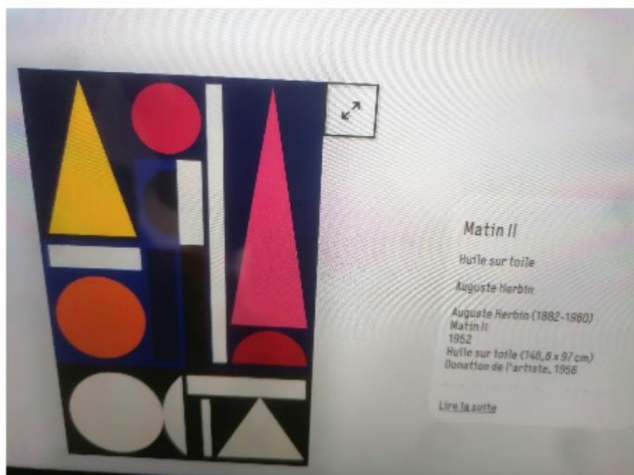 Matin II
Huile sur toile
Auguste Herbin
Auguste Herbin (1882-1960)
Matin II
1952
Huile sur toile (146,8 x 97 cm)
Donation de l'artiste, 1956
Lire la suite